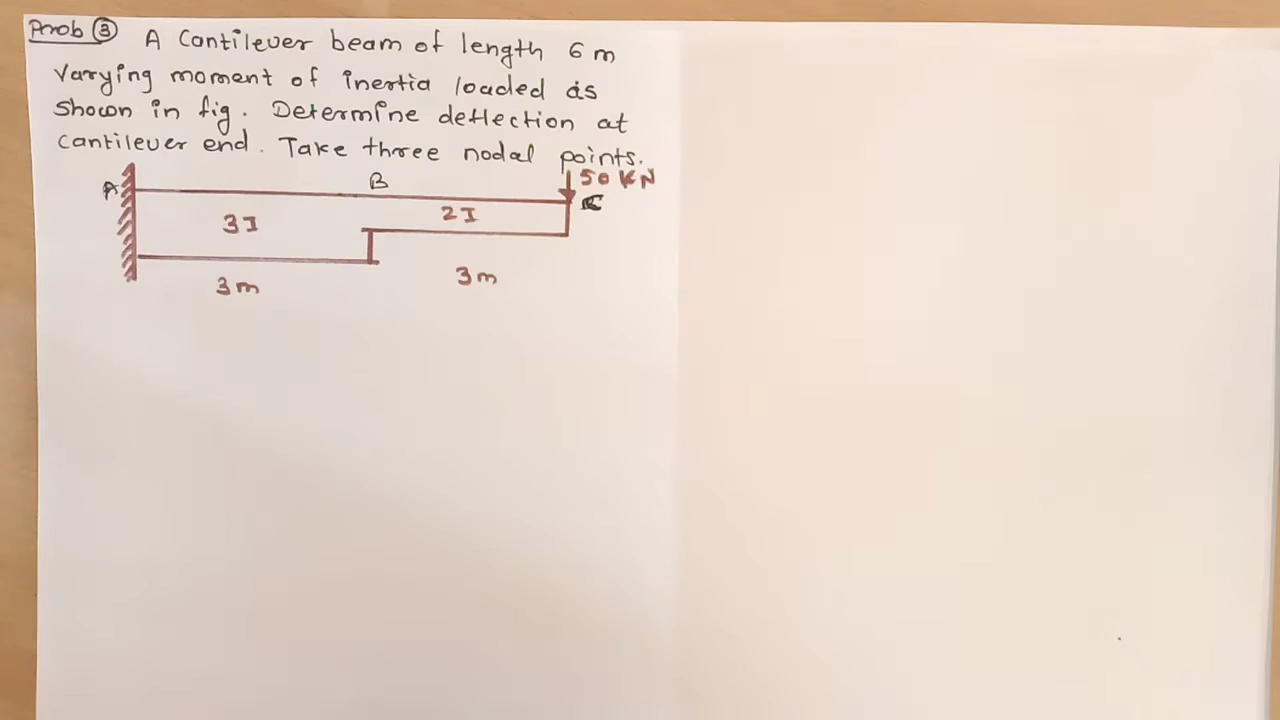 Prob ③ A Cantilever beam of length 6 m
Varying moment of inertia loaded as
shown in fig. Determine deflection at
cantilever end. Take three nodal points.
50 KN
A B C
3I 2I
3m 3m